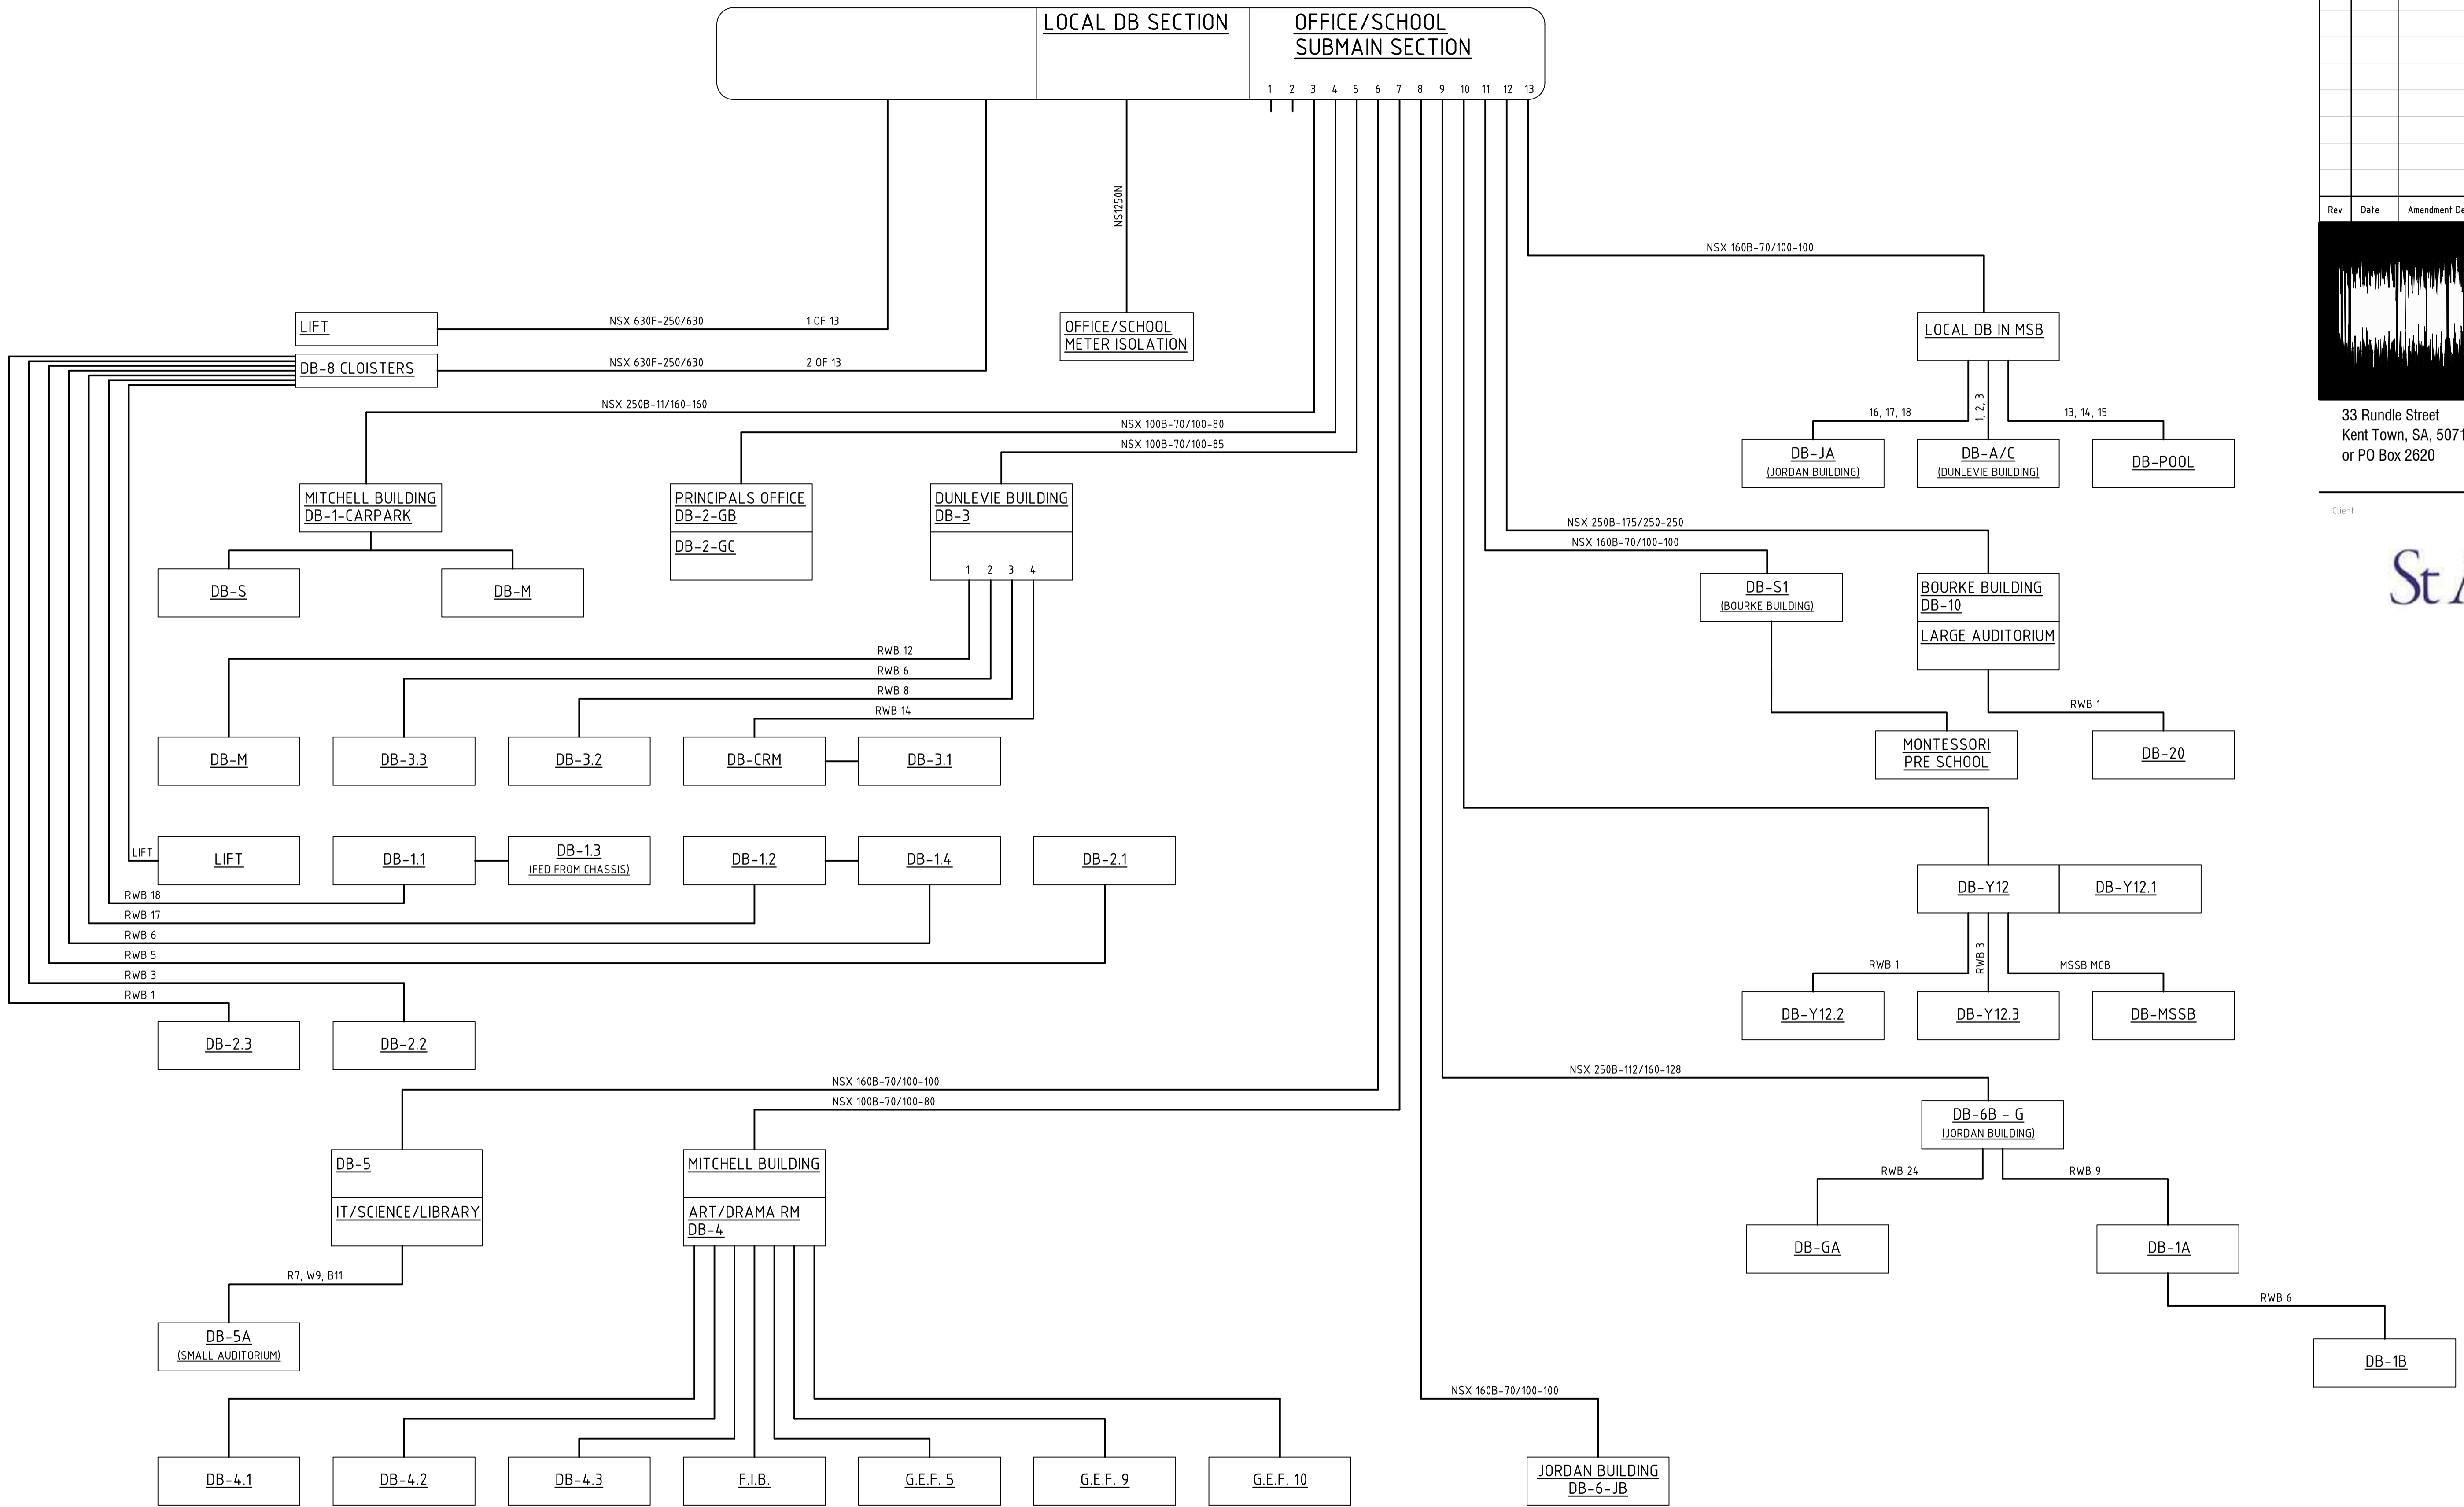 LOCAL DB SECTION
OFFICE/SCHOOL
SUBMAIN SECTION
1 2 3 4 5 6 7 8 9 10 11 12 13
NS1250N
Rev Date Amendment De
NSX 160B-70/100-100
LIFT
NSX 630F-250/630
1 OF 13
OFFICE/SCHOOL
METER ISOLATION
LOCAL DB IN MSB
DB-8 CLOISTERS
NSX 630F-250/630
2 OF 13
NSX 250B-11/160-160
NSX 100B-70/100-80
NSX 100B-70/100-85
16, 17, 18
1, 2, 3
13, 14, 15
33 Rundle Street
Kent Town, SA, 5071
or PO Box 2620
DB-JA
(JORDAN BUILDING)
DB-A/C
(DUNLEVIE BUILDING)
DB-POOL
MITCHELL BUILDING
DB-1-CARPARK
PRINCIPALS OFFICE
DB-2-GB
DB-2-GC
DUNLEVIE BUILDING
DB-3
1 2 3 4
Client
St
NSX 250B-175/250-250
NSX 160B-70/100-100
DB-S
DB-M
DB-S1
(BOURKE BUILDING)
BOURKE BUILDING
DB-10
LARGE AUDITORIUM
RWB 12
RWB 6
RWB 8
RWB 14
RWB 1
DB-M
DB-3.3
DB-3.2
DB-CRM
DB-3.1
MONTESSORI
PRE SCHOOL
DB-20
LIFT
LIFT
DB-1.1
DB-1.3
(FED FROM CHASSIS)
DB-1.2
DB-1.4
DB-2.1
DB-Y12
DB-Y12.1
RWB 18
RWB 17
RWB 6
RWB 5
RWB 3
RWB 1
RWB 1
RWB 3
MSSB MCB
DB-2.3
DB-2.2
DB-Y12.2
DB-Y12.3
DB-MSSB
NSX 160B-70/100-100
NSX 100B-70/100-80
NSX 250B-112/160-128
DB-6B - G
(JORDAN BUILDING)
DB-5
IT/SCIENCE/LIBRARY
MITCHELL BUILDING
ART/DRAMA RM
DB-4
RWB 24
RWB 9
DB-GA
DB-1A
R7, W9, B11
RWB 6
DB-5A
(SMALL AUDITORIUM)
DB-1B
NSX 160B-70/100-100
DB-4.1
DB-4.2
DB-4.3
F.I.B.
G.E.F. 5
G.E.F. 9
G.E.F. 10
JORDAN BUILDING
DB-6-JB